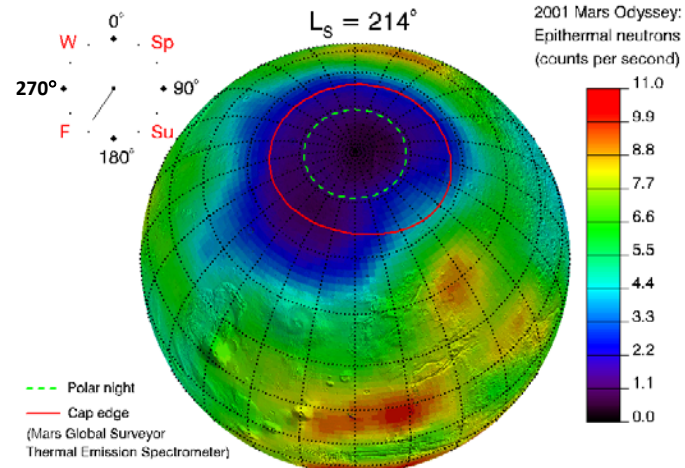 L_S = 214°
2001 Mars Odyssey:
Epithermal neutrons
(counts per second)
0°
W Sp
270° 90°
F Su
180°
11.0
9.9
8.8
7.7
6.6
5.5
4.4
3.3
2.2
1.1
0.0
Polar night
Cap edge
(Mars Global Surveyor
Thermal Emission Spectrometer)